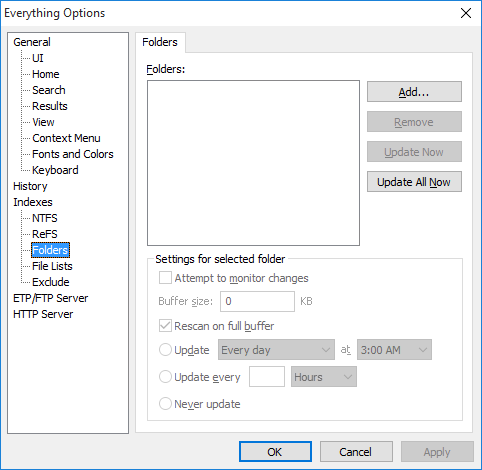 Everything Options
General
UI
Home
Search
Results
View
Context Menu
Fonts and Colors
Keyboard
History
Indexes
NTFS
ReFS
Folders
File Lists
Exclude
ETP/FTP Server
HTTP Server
Folders
Folders:
Add...
Remove
Update Now
Update All Now
Settings for selected folder
Attempt to monitor changes
Buffer size: 0 KB
Rescan on full buffer
Update Every day at 3:00 AM
Update every Hours
Never update
OK Cancel Apply